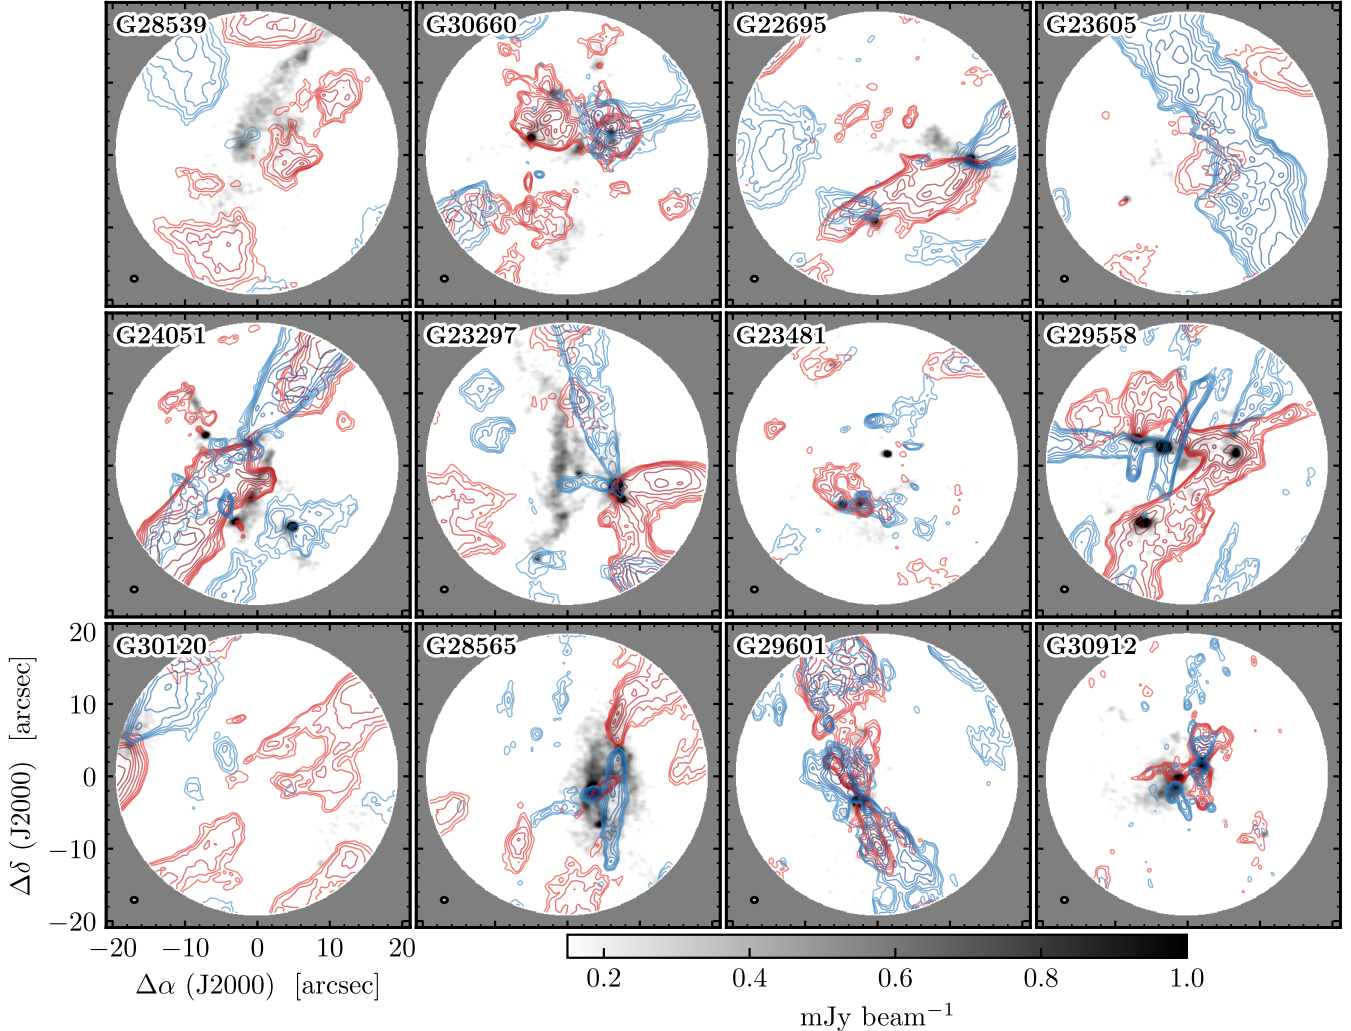 G28539 G30660 G22695 G23605
G24051 G23297 G23481 G29558
G30120 G28565 G29601 G30912
20
10
0
−10
−20
Δδ (J2000) [arcsec]
−20 −10 0 10 20
Δα (J2000) [arcsec]
0.2 0.4 0.6 0.8 1.0
mJy beam⁻¹